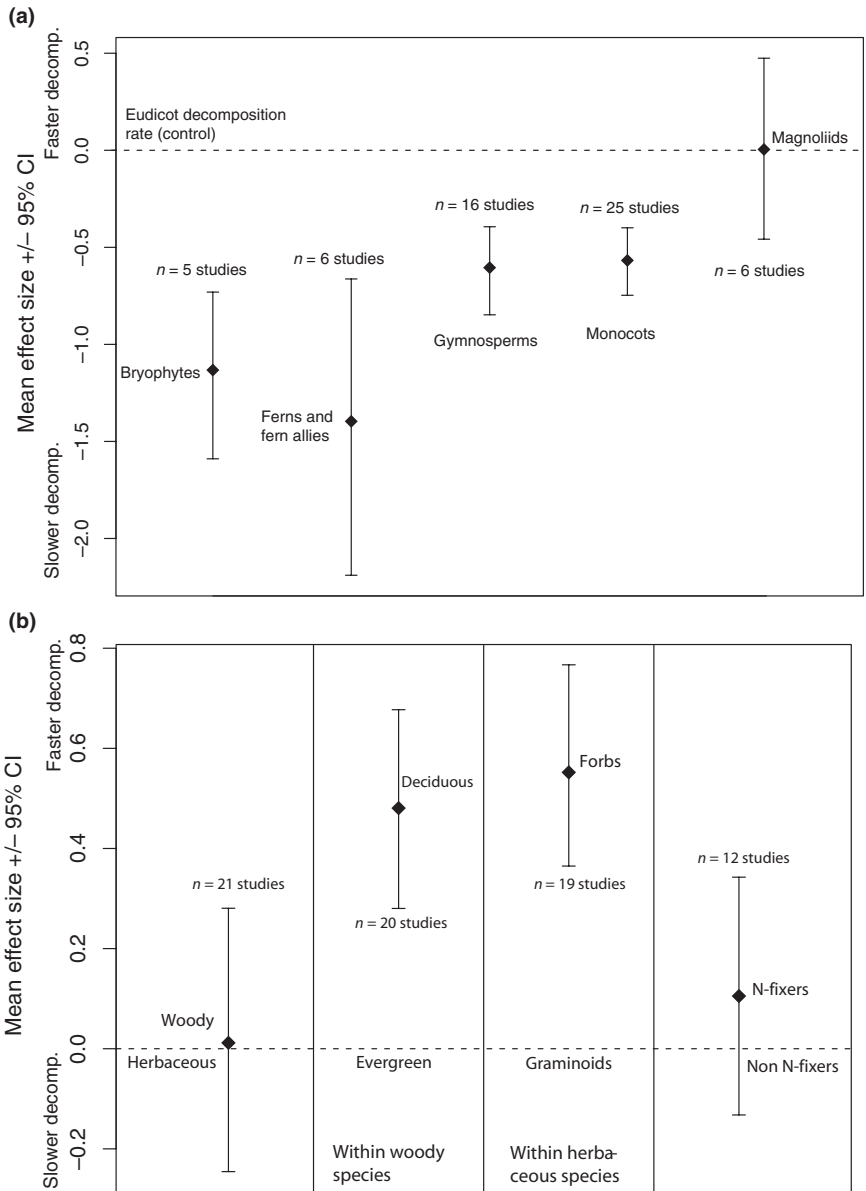 (a)
Faster decomp.
Slower decomp.
Mean effect size +/– 95% CI
0.5
0.0
–0.5
–1.0
–1.5
–2.0
Eudicot decomposition
rate (control)
Magnoliids
n = 16 studies
n = 25 studies
n = 5 studies
n = 6 studies
n = 6 studies
Gymnosperms
Monocots
Bryophytes
Ferns and
fern allies
(b)
Faster decomp.
Slower decomp.
Mean effect size +/– 95% CI
0.8
0.6
0.4
0.2
0.0
–0.2
Woody
n = 21 studies
Herbaceous
Deciduous
n = 20 studies
Evergreen
Within woody
species
Forbs
n = 19 studies
Graminoids
Within herba-
ceous species
n = 12 studies
N-fixers
Non N-fixers